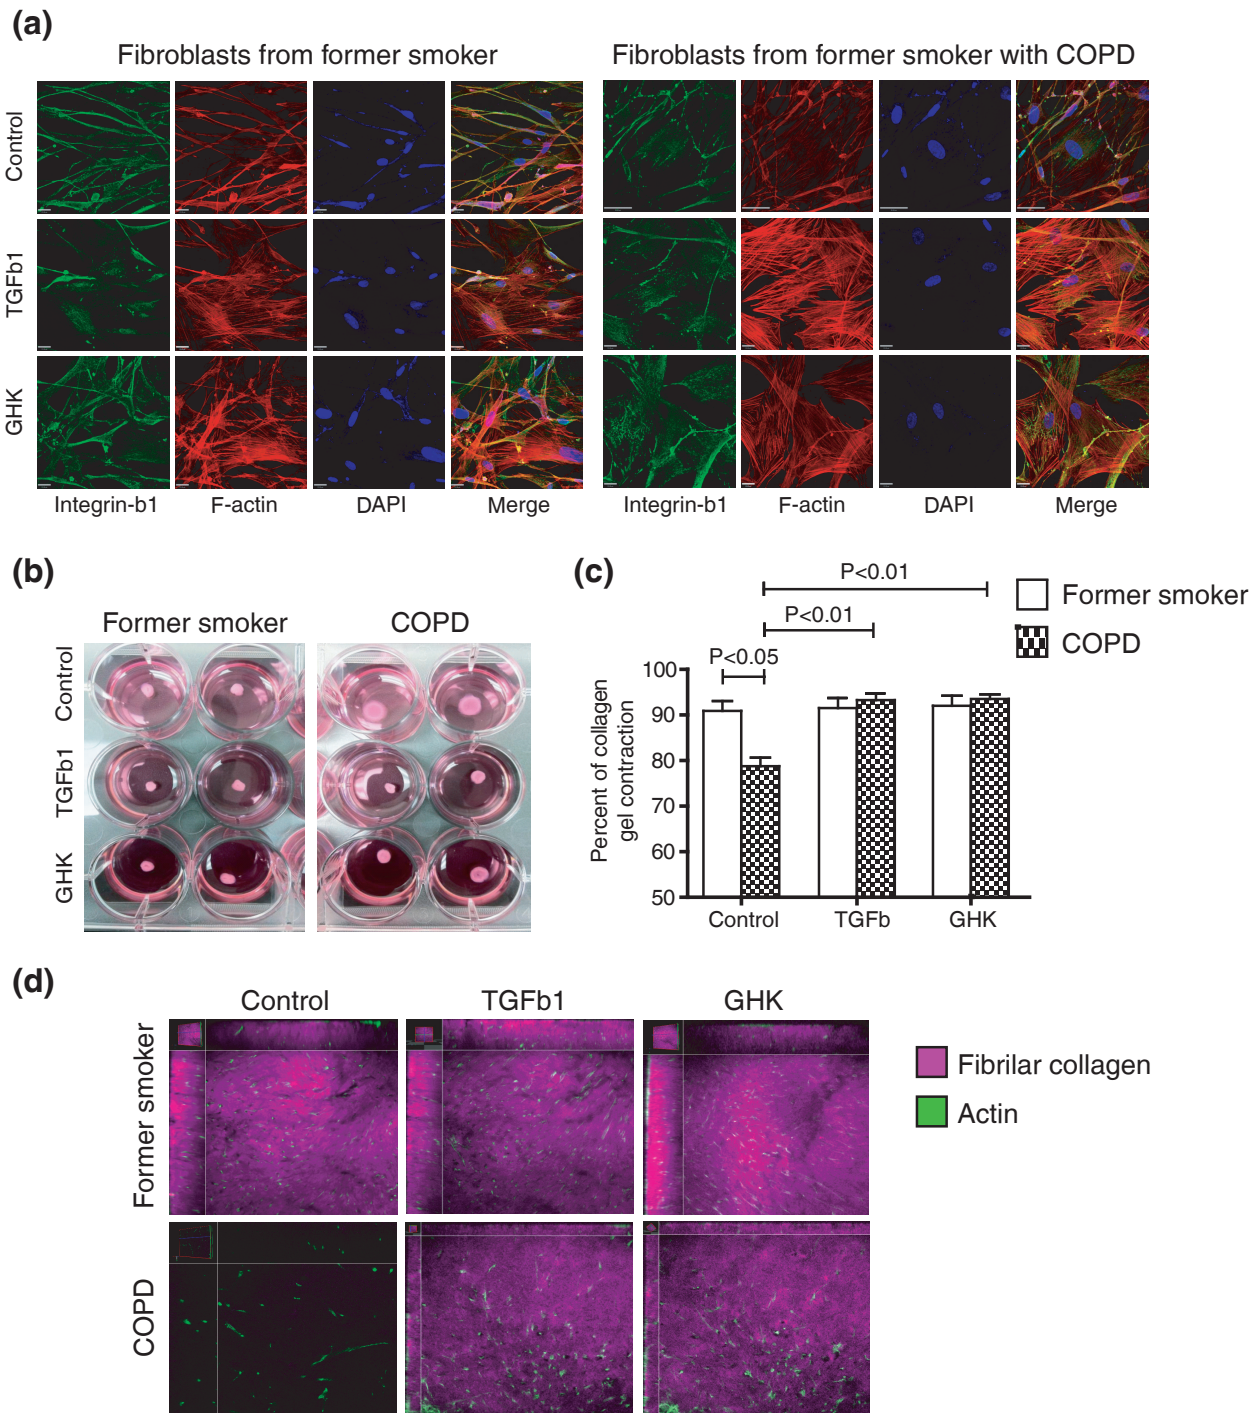 (a)
Fibroblasts from former smoker
Fibroblasts from former smoker with COPD
Control
TGFb1
GHK
Integrin-b1
F-actin
DAPI
Merge
Integrin-b1
F-actin
DAPI
Merge
(b)
Former smoker
COPD
Control
TGFb1
GHK
(c)
P<0.01
P<0.01
P<0.05
Former smoker
COPD
Percent of collagen
gel contraction
100
90
80
70
60
50
Control
TGFb
GHK
(d)
Control
TGFb1
GHK
Former smoker
COPD
Fibrilar collagen
Actin